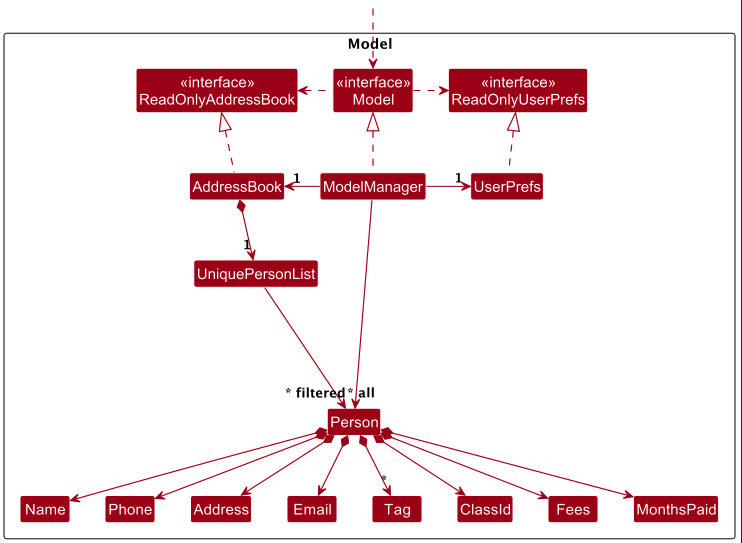 Model
«interface»
ReadOnlyAddressBook
«interface»
Model
«interface»
ReadOnlyUserPrefs
AddressBook
1
ModelManager
1
UserPrefs
1
UniquePersonList
* filtered
* all
Person
*
Name
Phone
Address
Email
Tag
ClassId
Fees
MonthsPaid